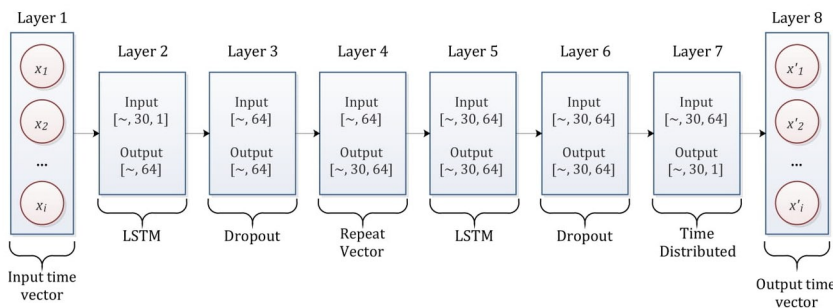 Layer 1
x1
x2
...
xi
Input time
vector
Layer 2
Input
[~, 30, 1]
Output
[~, 64]
LSTM
Layer 3
Input
[~, 64]
Output
[~, 64]
Dropout
Layer 4
Input
[~, 64]
Output
[~, 30, 64]
Repeat
Vector
Layer 5
Input
[~, 30, 64]
Output
[~, 30, 64]
LSTM
Layer 6
Input
[~, 30, 64]
Output
[~, 30, 64]
Dropout
Layer 7
Input
[~, 30, 64]
Output
[~, 30, 1]
Time
Distributed
Layer 8
x'1
x'2
...
x'i
Output time
vector